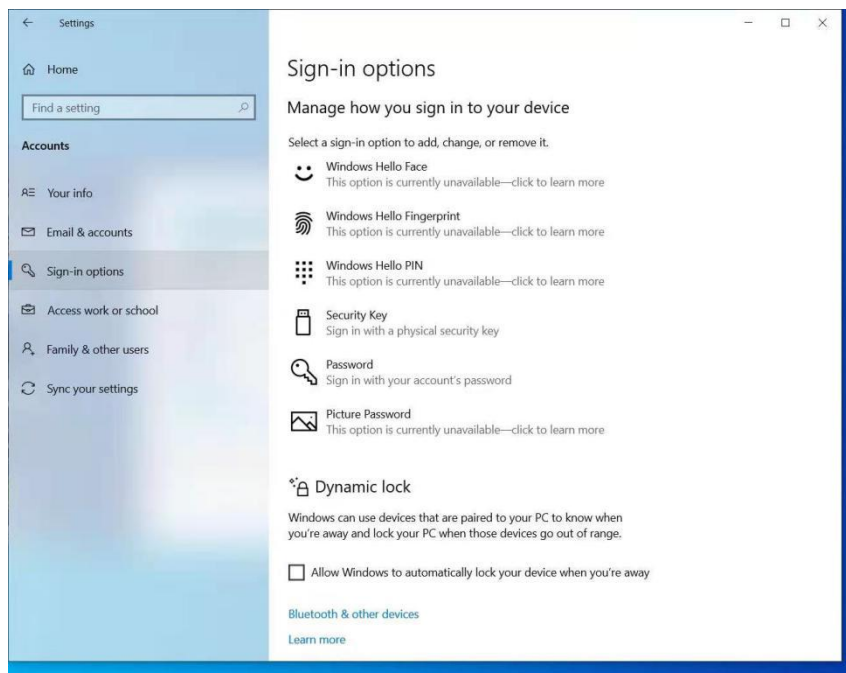 Settings
Home
Find a setting
Accounts
Your info
Email & accounts
Sign-in options
Access work or school
Family & other users
Sync your settings
Sign-in options
Manage how you sign in to your device
Select a sign-in option to add, change, or remove it.
Windows Hello Face
This option is currently unavailable—click to learn more
Windows Hello Fingerprint
This option is currently unavailable—click to learn more
Windows Hello PIN
This option is currently unavailable—click to learn more
Security Key
Sign in with a physical security key
Password
Sign in with your account's password
Picture Password
This option is currently unavailable—click to learn more
Dynamic lock
Windows can use devices that are paired to your PC to know when
you're away and lock your PC when those devices go out of range.
Allow Windows to automatically lock your device when you're away
Bluetooth & other devices
Learn more